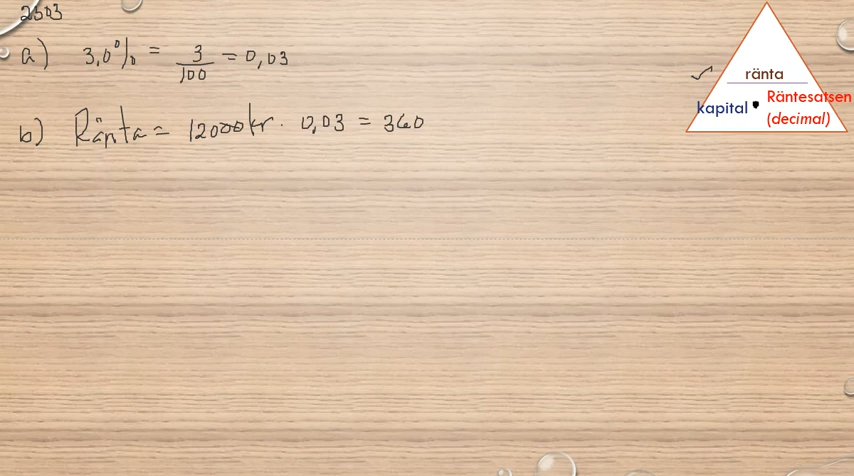 2303
a) 3,0% = 3/100 = 0,03
b) Ränta = 12000kr · 0,03 = 360
ränta
kapital • Räntesatsen
(decimal)